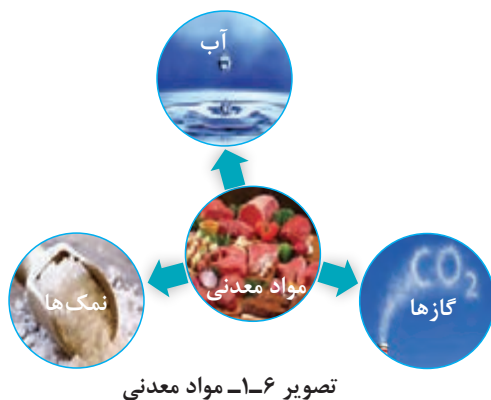 آب
مواد معدنی
نمک‌ها
CO2
گازها
تصویر ۶ـ۱ـ مواد معدنی